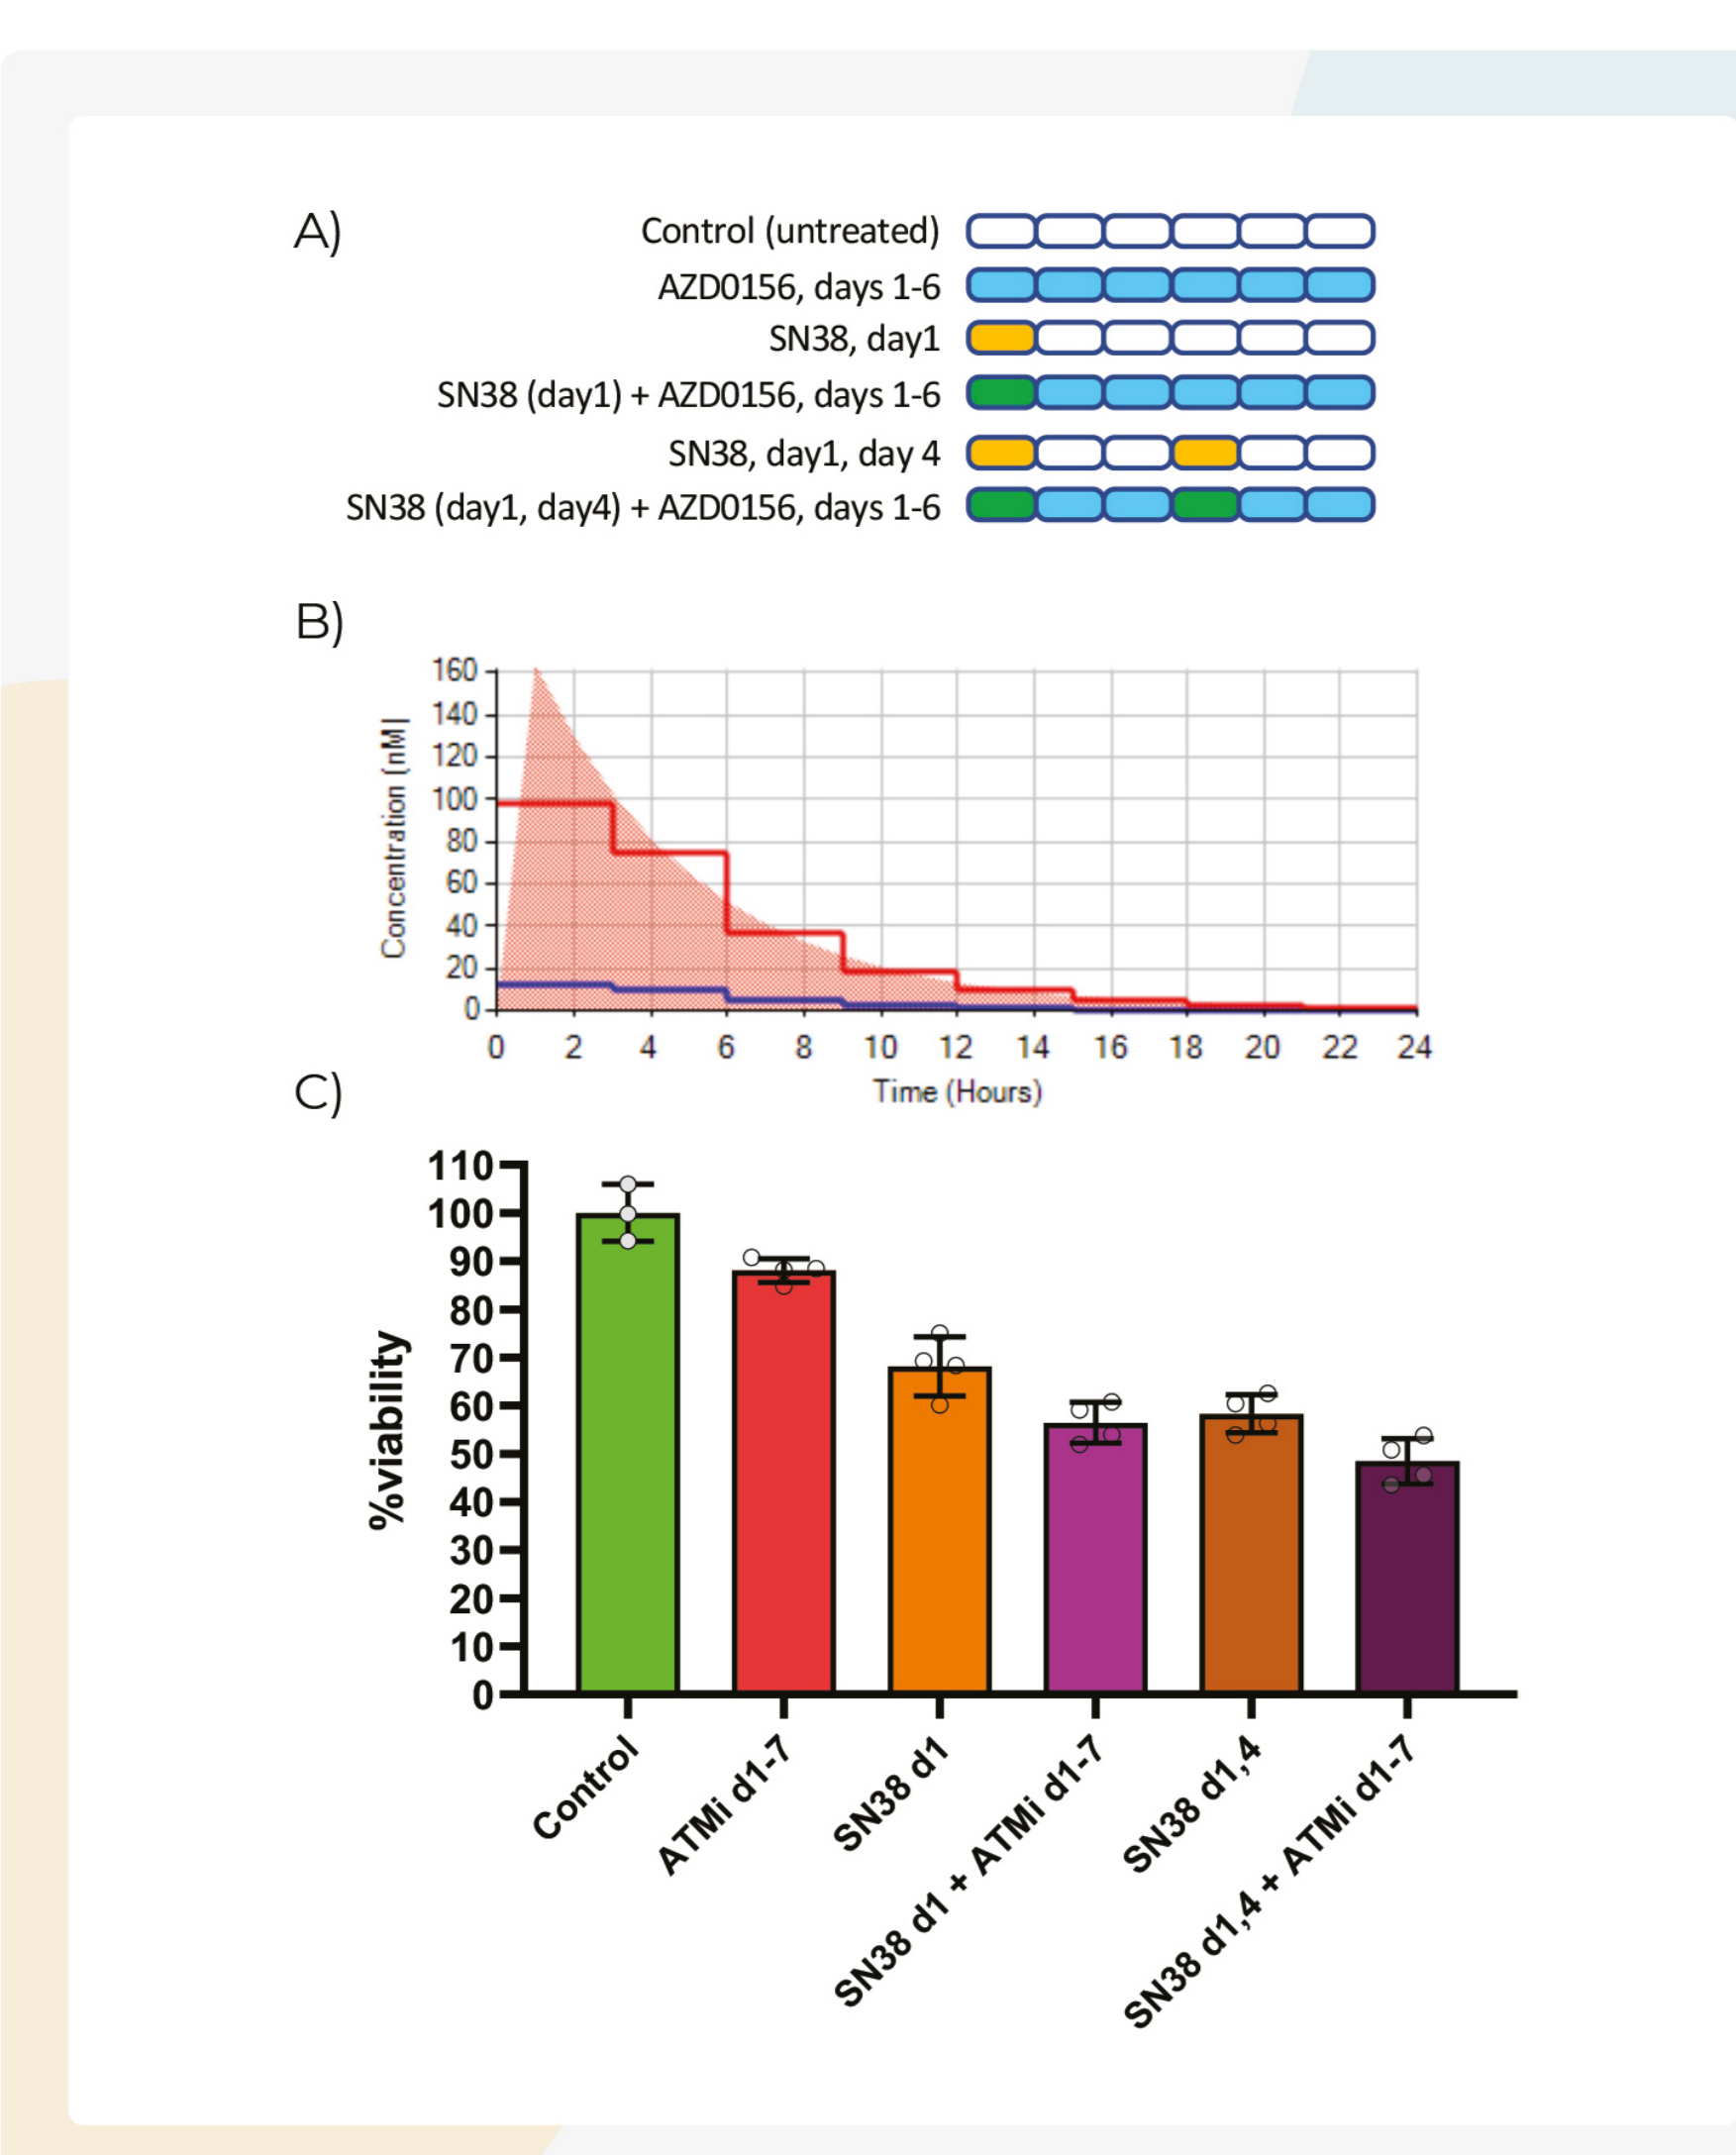 A)
Control (untreated)
AZD0156, days 1-6
SN38, day1
SN38 (day1) + AZD0156, days 1-6
SN38, day1, day 4
SN38 (day1, day4) + AZD0156, days 1-6
B)
Concentration (nM|
160
140
120
100
80
60
40
20
0
0 2 4 6 8 10 12 14 16 18 20 22 24
Time (Hours)
C)
%viability
110
100
90
80
70
60
50
40
30
20
10
0
Control
ATMi d1-7
SN38 d1
SN38 d1 + ATMi d1-7
SN38 d1,4
SN38 d1,4 + ATMi d1-7